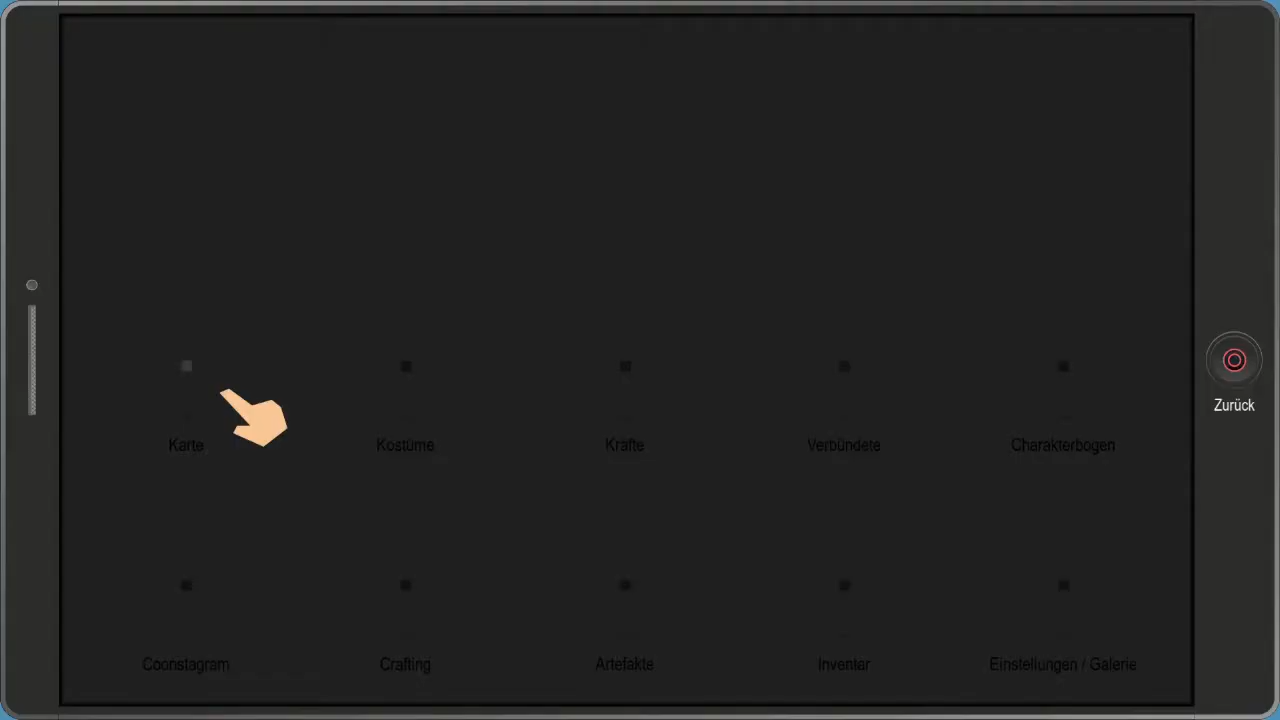 Zurück
Karte
Kostüme
Kräfte
Verbündete
Charakterbogen
Coonstagram
Crafting
Artefakte
Inventar
Einstellungen / Galerie